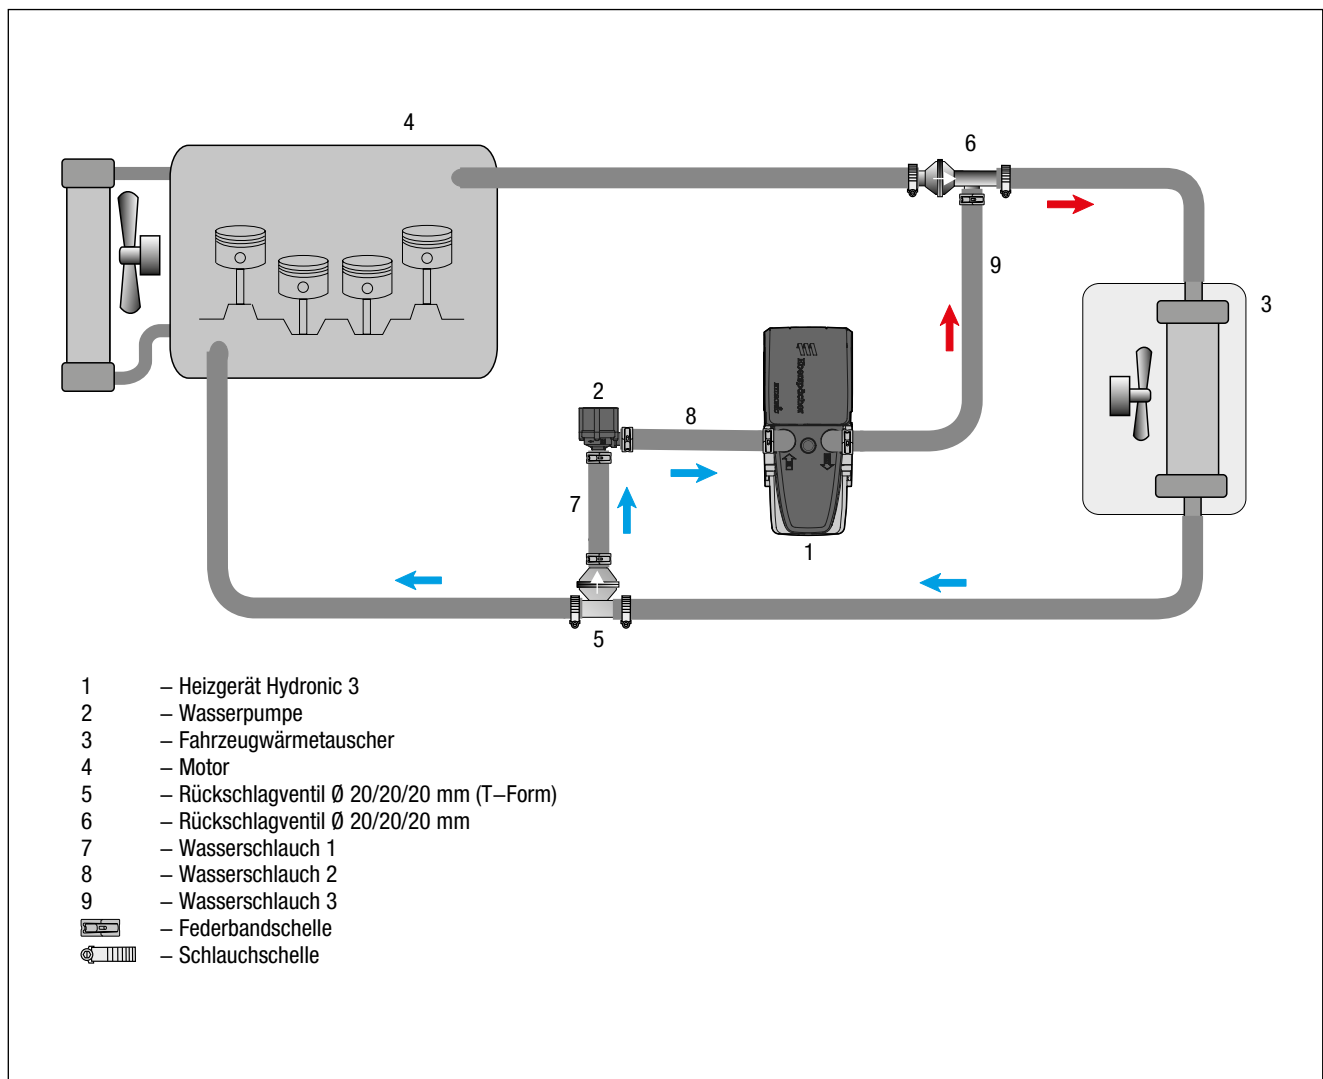 4
6
9
3
2
8
Eberspächer
7
1
5
1 – Heizgerät Hydronic 3
2 – Wasserpumpe
3 – Fahrzeugwärmetauscher
4 – Motor
5 – Rückschlagventil Ø 20/20/20 mm (T–Form)
6 – Rückschlagventil Ø 20/20/20 mm
7 – Wasserschlauch 1
8 – Wasserschlauch 2
9 – Wasserschlauch 3
– Federbandschelle
– Schlauchschelle